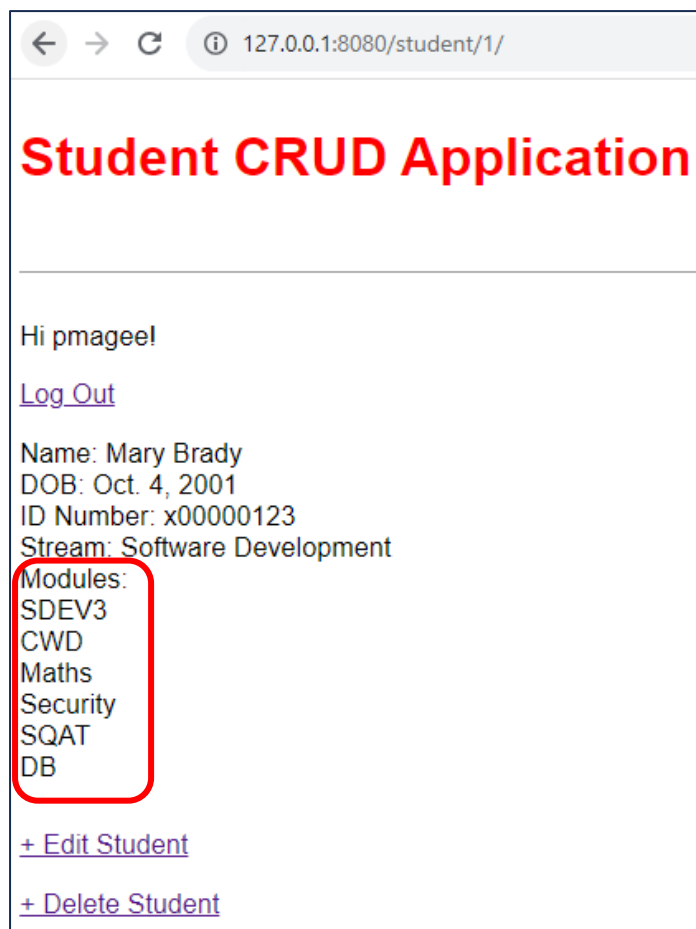 127.0.0.1:8080/student/1/
Student CRUD Application
Hi pmagee!
Log Out
Name: Mary Brady
DOB: Oct. 4, 2001
ID Number: x00000123
Stream: Software Development
Modules:
SDEV3
CWD
Maths
Security
SQAT
DB
+ Edit Student
+ Delete Student